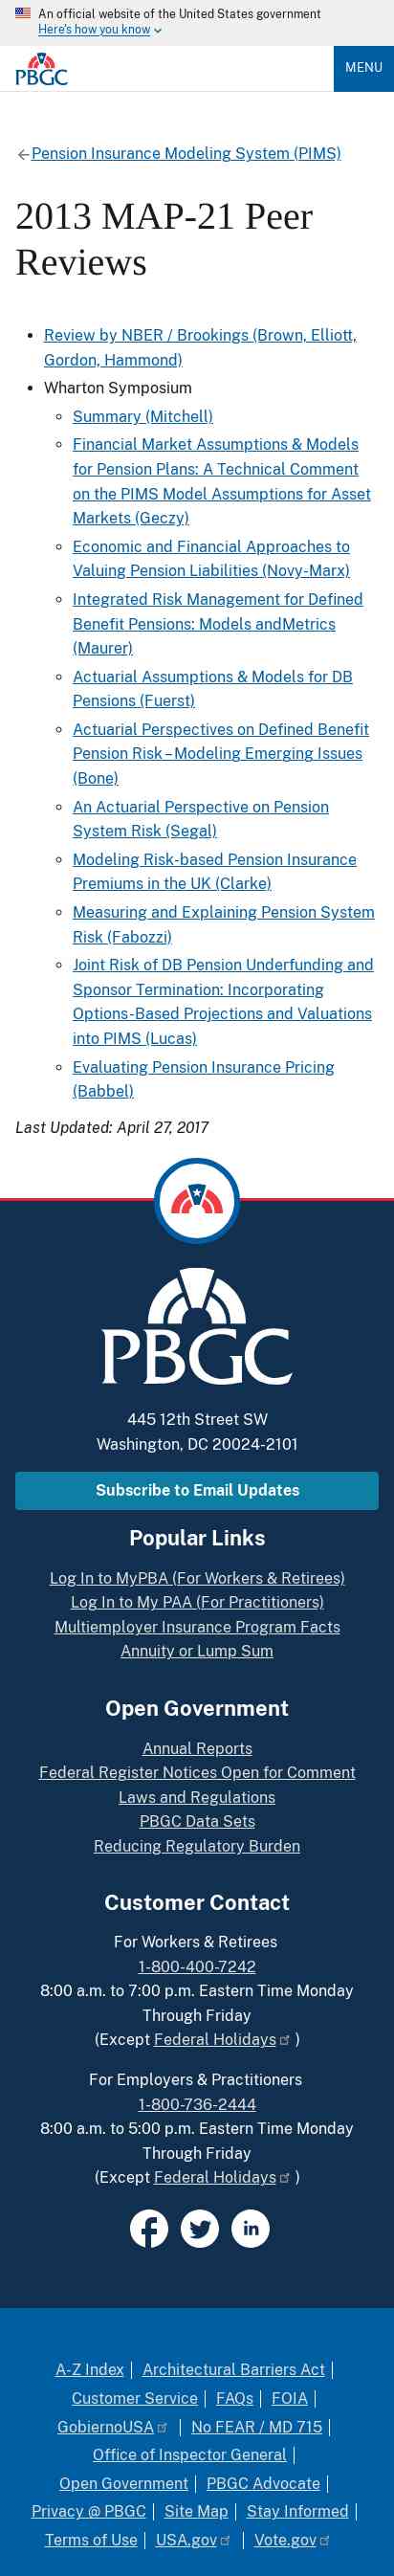 An official website of the United States government
Here's how you know
PBGC
MENU
Pension Insurance Modeling System (PIMS)
2013 MAP-21 Peer
Reviews
Review by NBER / Brookings (Brown, Elliott,
Gordon, Hammond)
Wharton Symposium
Summary (Mitchell)
Financial Market Assumptions & Models
for Pension Plans: A Technical Comment
on the PIMS Model Assumptions for Asset
Markets (Geczy)
Economic and Financial Approaches to
Valuing Pension Liabilities (Novy-Marx)
Integrated Risk Management for Defined
Benefit Pensions: Models andMetrics
(Maurer)
Actuarial Assumptions & Models for DB
Pensions (Fuerst)
Actuarial Perspectives on Defined Benefit
Pension Risk – Modeling Emerging Issues
(Bone)
An Actuarial Perspective on Pension
System Risk (Segal)
Modeling Risk-based Pension Insurance
Premiums in the UK (Clarke)
Measuring and Explaining Pension System
Risk (Fabozzi)
Joint Risk of DB Pension Underfunding and
Sponsor Termination: Incorporating
Options-Based Projections and Valuations
into PIMS (Lucas)
Evaluating Pension Insurance Pricing
(Babbel)
Last Updated: April 27, 2017
PBGC
445 12th Street SW
Washington, DC 20024-2101
Subscribe to Email Updates
Popular Links
Log In to MyPBA (For Workers & Retirees)
Log In to My PAA (For Practitioners)
Multiemployer Insurance Program Facts
Annuity or Lump Sum
Open Government
Annual Reports
Federal Register Notices Open for Comment
Laws and Regulations
PBGC Data Sets
Reducing Regulatory Burden
Customer Contact
For Workers & Retirees
1-800-400-7242
8:00 a.m. to 7:00 p.m. Eastern Time Monday
Through Friday
(Except Federal Holidays )
For Employers & Practitioners
1-800-736-2444
8:00 a.m. to 5:00 p.m. Eastern Time Monday
Through Friday
(Except Federal Holidays )
in
A-Z Index | Architectural Barriers Act |
Customer Service | FAQs | FOIA |
GobiernoUSA | No FEAR / MD 715 |
Office of Inspector General |
Open Government | PBGC Advocate |
Privacy @ PBGC | Site Map | Stay Informed |
Terms of Use | USA.gov | Vote.gov